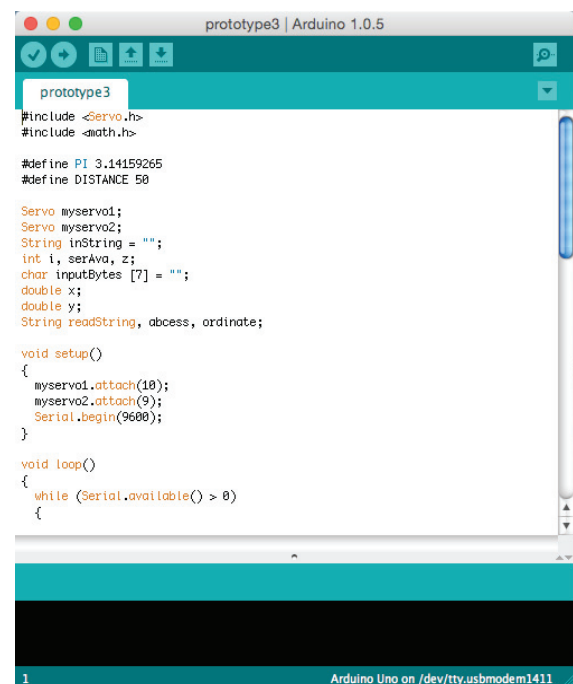 prototype3 | Arduino 1.0.5
prototype3
#include <Servo.h>
#include <math.h>
#define PI 3.14159265
#define DISTANCE 50
Servo myservo1;
Servo myservo2;
String inString = "";
int i, serAva, z;
char inputBytes [7] = "";
double x;
double y;
String readString, abcess, ordinate;
void setup()
{
  myservo1.attach(10);
  myservo2.attach(9);
  Serial.begin(9600);
}
void loop()
{
  while (Serial.available() > 0)
  {
1 Arduino Uno on /dev/tty.usbmodem1411